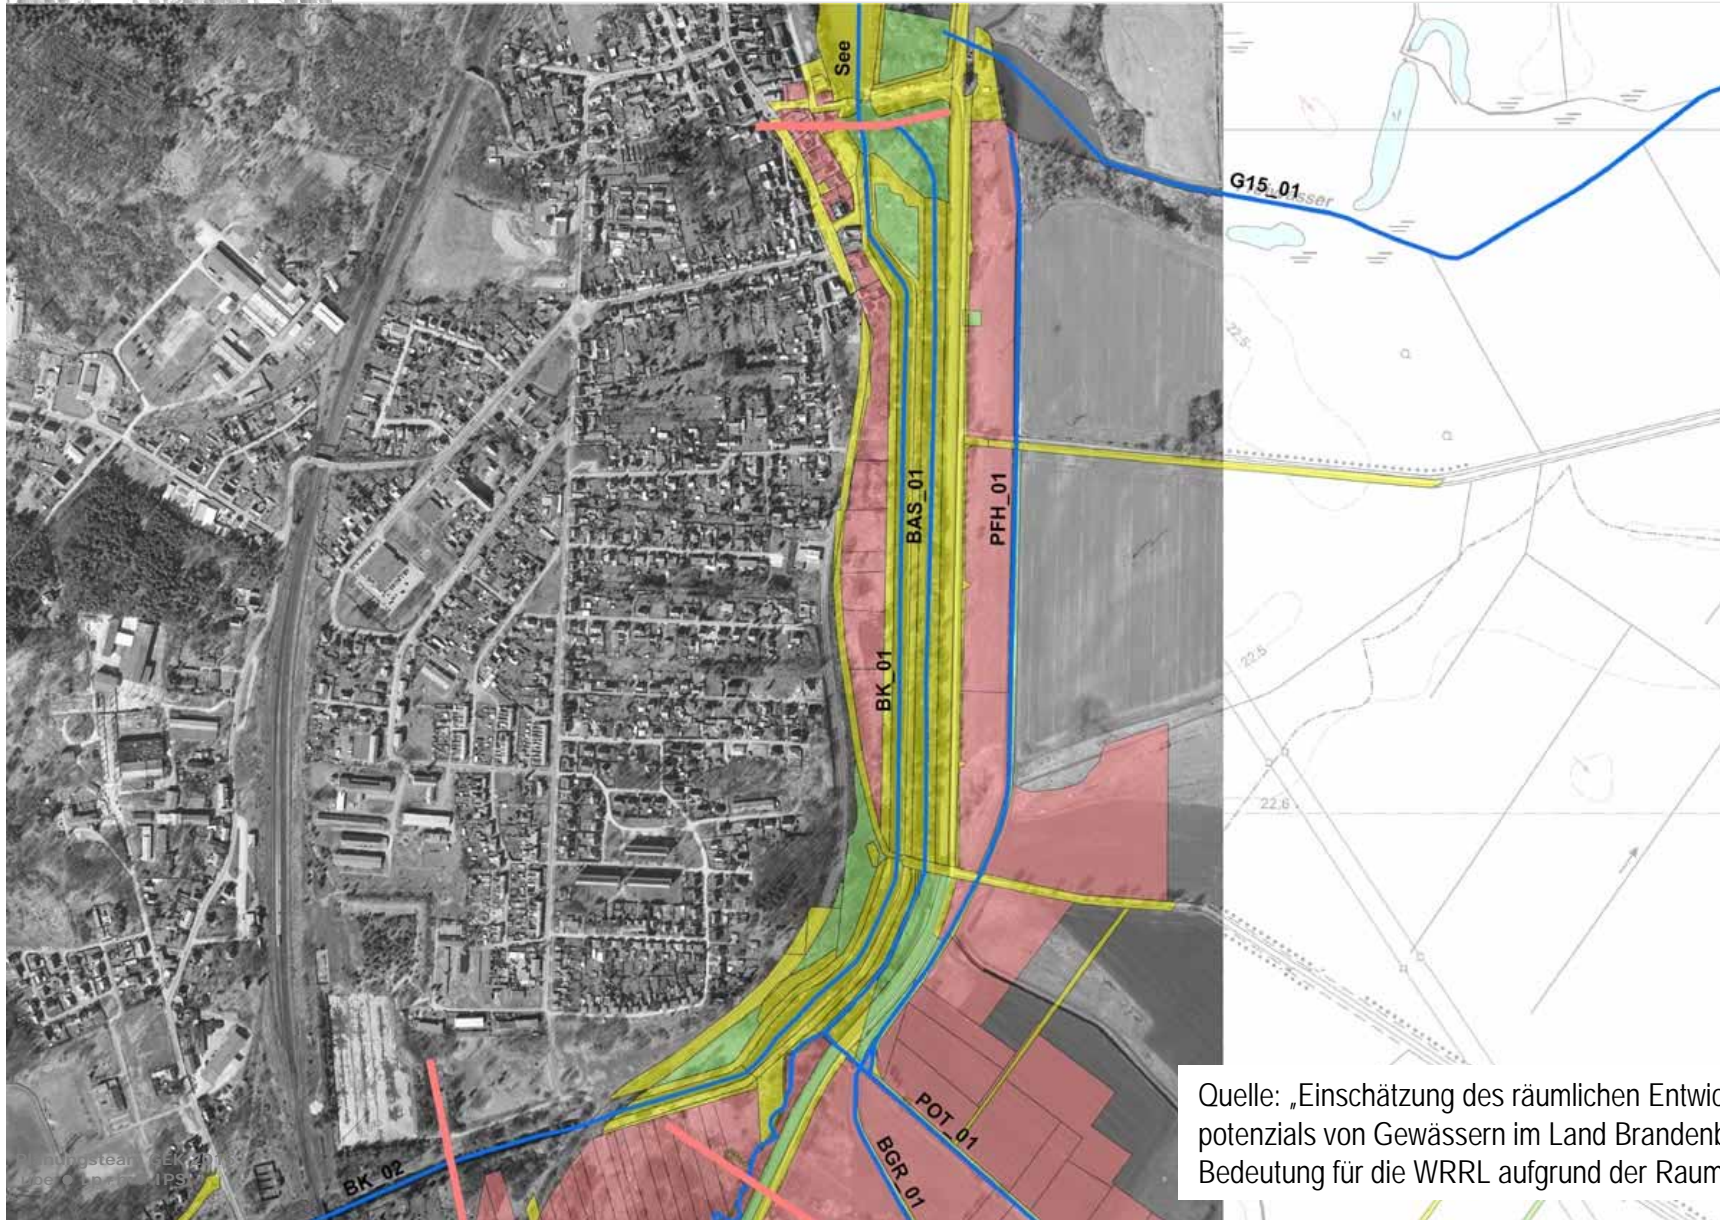 See
G15_01
22,5
BAS_01
PFH_01
BK_01
22,5
22,6
POT_01
BGR_01
BK_02
Quelle: „Einschätzung des räumlichen Entwic
potenzials von Gewässern im Land Brandenb
Bedeutung für die WRRL aufgrund der Raum